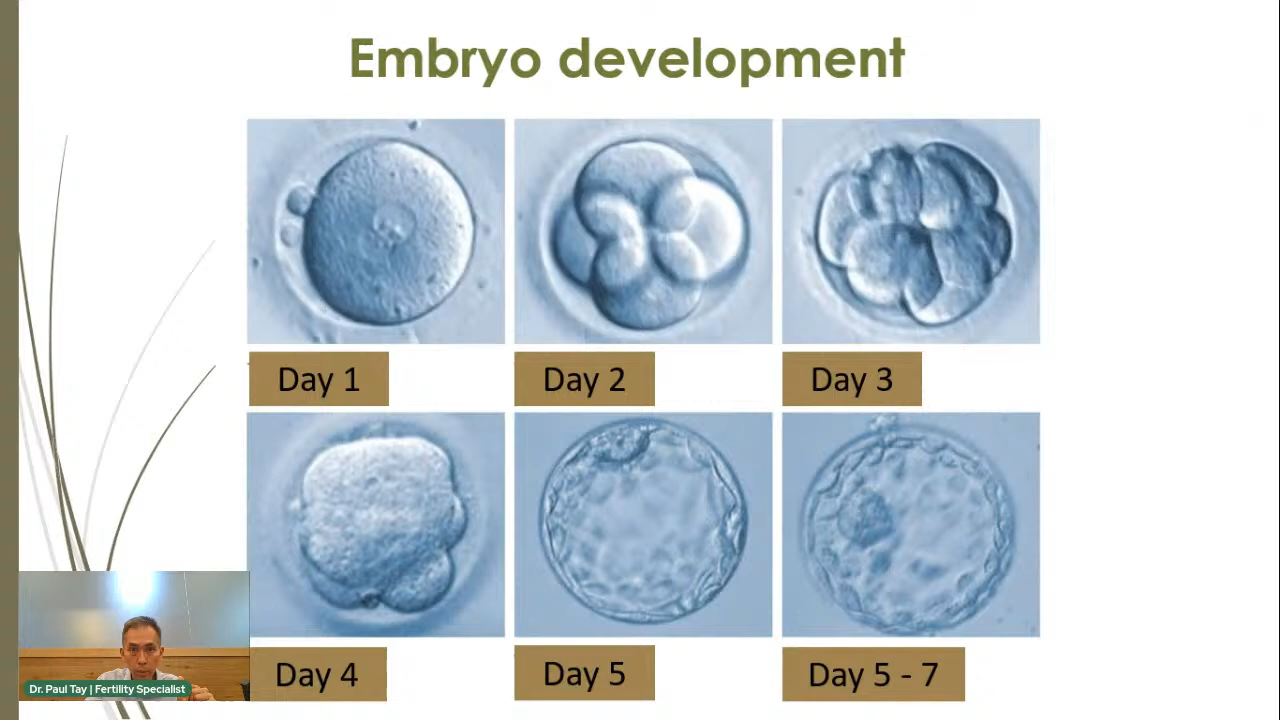 Embryo development
Day 1
Day 2
Day 3
Day 4
Day 5
Day 5 - 7
Dr. Paul Tay | Fertility Specialist